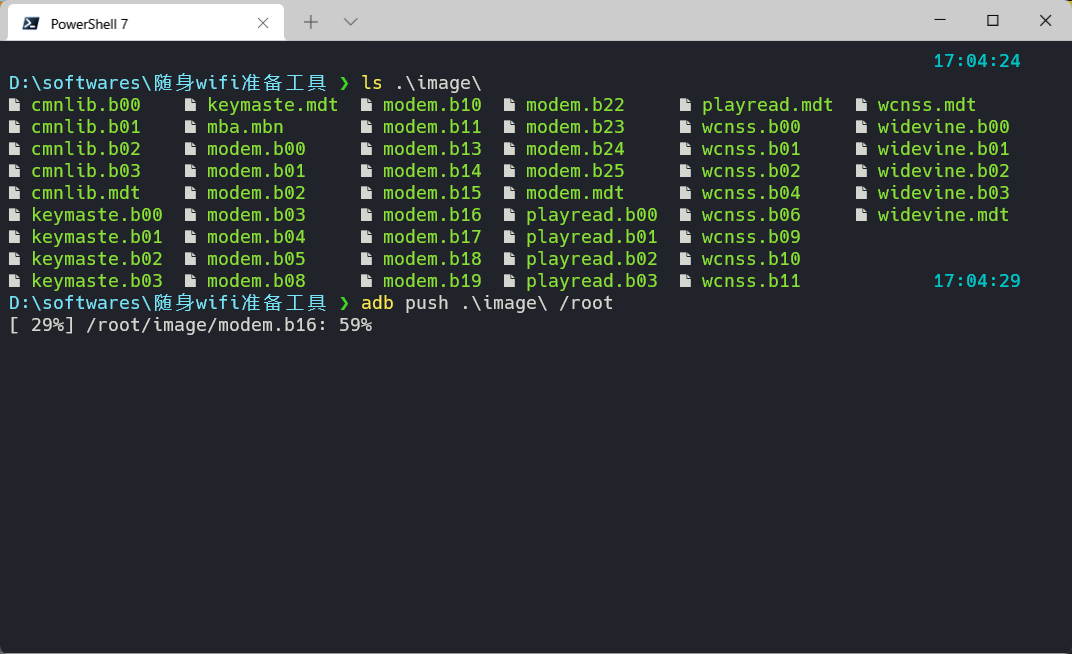 PowerShell 7
17:04:24
D:\softwares\随身wifi准备工具 ❯ ls .\image\
cmnlib.b00 keymaste.mdt modem.b10 modem.b22 playread.mdt wcnss.mdt
cmnlib.b01 mba.mbn modem.b11 modem.b23 wcnss.b00 widevine.b00
cmnlib.b02 modem.b00 modem.b13 modem.b24 wcnss.b01 widevine.b01
cmnlib.b03 modem.b01 modem.b14 modem.b25 wcnss.b02 widevine.b02
cmnlib.mdt modem.b02 modem.b15 modem.mdt wcnss.b04 widevine.b03
keymaste.b00 modem.b03 modem.b16 playread.b00 wcnss.b06 widevine.mdt
keymaste.b01 modem.b04 modem.b17 playread.b01 wcnss.b09
keymaste.b02 modem.b05 modem.b18 playread.b02 wcnss.b10
keymaste.b03 modem.b08 modem.b19 playread.b03 wcnss.b11 17:04:29
D:\softwares\随身wifi准备工具 ❯ adb push .\image\ /root
[ 29%] /root/image/modem.b16: 59%